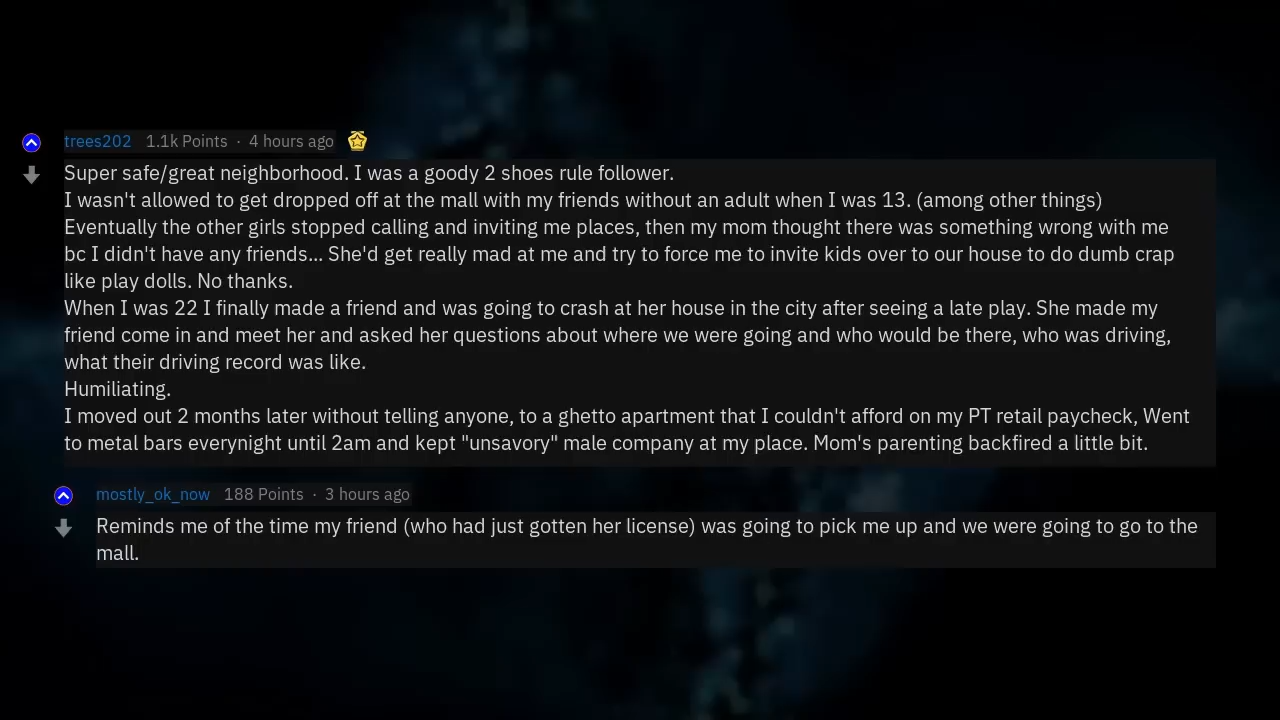 trees202 1.1k Points · 4 hours ago
Super safe/great neighborhood. I was a goody 2 shoes rule follower.
I wasn't allowed to get dropped off at the mall with my friends without an adult when I was 13. (among other things)
Eventually the other girls stopped calling and inviting me places, then my mom thought there was something wrong with me
bc I didn't have any friends... She'd get really mad at me and try to force me to invite kids over to our house to do dumb crap
like play dolls. No thanks.
When I was 22 I finally made a friend and was going to crash at her house in the city after seeing a late play. She made my
friend come in and meet her and asked her questions about where we were going and who would be there, who was driving,
what their driving record was like.
Humiliating.
I moved out 2 months later without telling anyone, to a ghetto apartment that I couldn't afford on my PT retail paycheck, Went
to metal bars everynight until 2am and kept "unsavory" male company at my place. Mom's parenting backfired a little bit.
mostly_ok_now 188 Points · 3 hours ago
Reminds me of the time my friend (who had just gotten her license) was going to pick me up and we were going to go to the
mall.